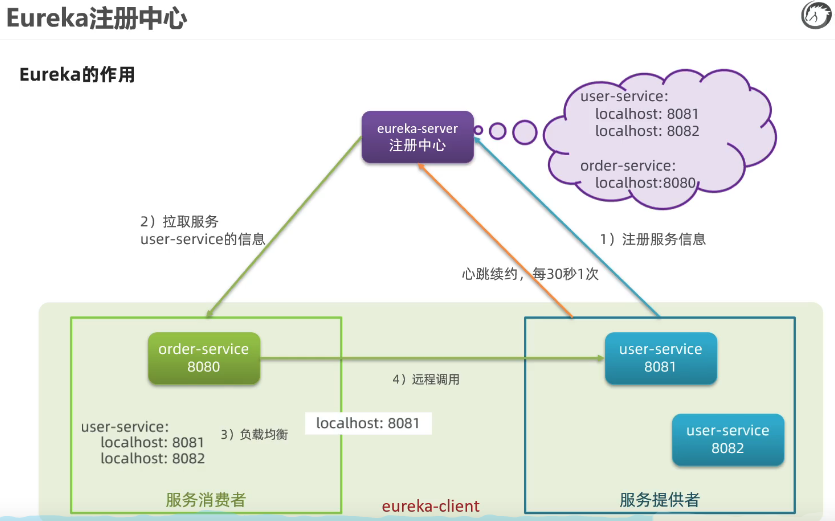 Eureka注册中心
Eureka的作用
eureka-server
注册中心
user-service:
localhost: 8081
localhost: 8082
order-service:
localhost:8080
2）拉取服务
user-service的信息
1）注册服务信息
心跳续约，每30秒1次
order-service
8080
user-service
8081
4）远程调用
user-service:
localhost: 8081
localhost: 8082
3）负载均衡
localhost: 8081
user-service
8082
服务消费者
eureka-client
服务提供者